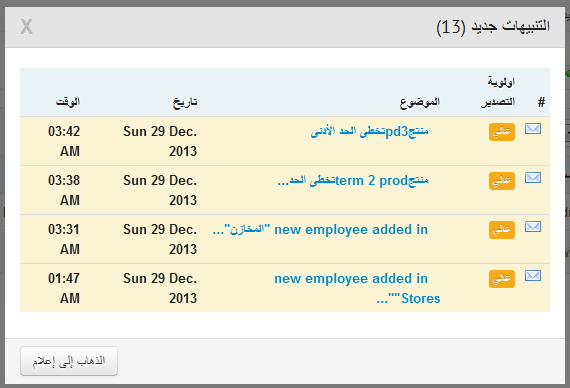 التنبيهات جديد (13)
X
اولوية
# التصدير الموضوع تاريخ الوقت
عالي منتجpd3تخطى الحد الأدنى Sun 29 Dec. 03:42
2013 AM
عالي منتجterm 2 prodتخطى الحد... Sun 29 Dec. 03:38
2013 AM
عالي new employee added in "المخازن"... Sun 29 Dec. 03:31
2013 AM
عالي new employee added in Sun 29 Dec. 01:47
Stores""... 2013 AM
الذهاب إلى إعلام